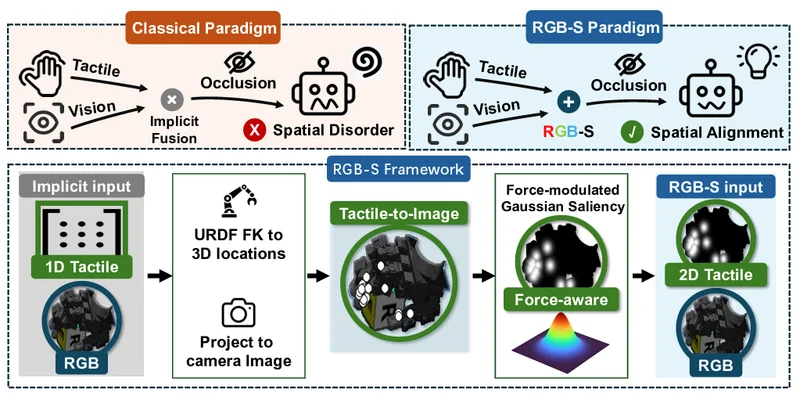 Classical Paradigm
Tactile
Vision
Implicit
Fusion
Occlusion
X Spatial Disorder
RGB-S Paradigm
Tactile
Vision
+
RGB-S
Occlusion
√ Spatial Alignment
RGB-S Framework
Implicit input
1D Tactile
RGB
URDF FK to
3D locations
Project to
camera Image
Tactile-to-Image
Force-modulated
Gaussian Saliency
Force-aware
RGB-S input
2D Tactile
RGB